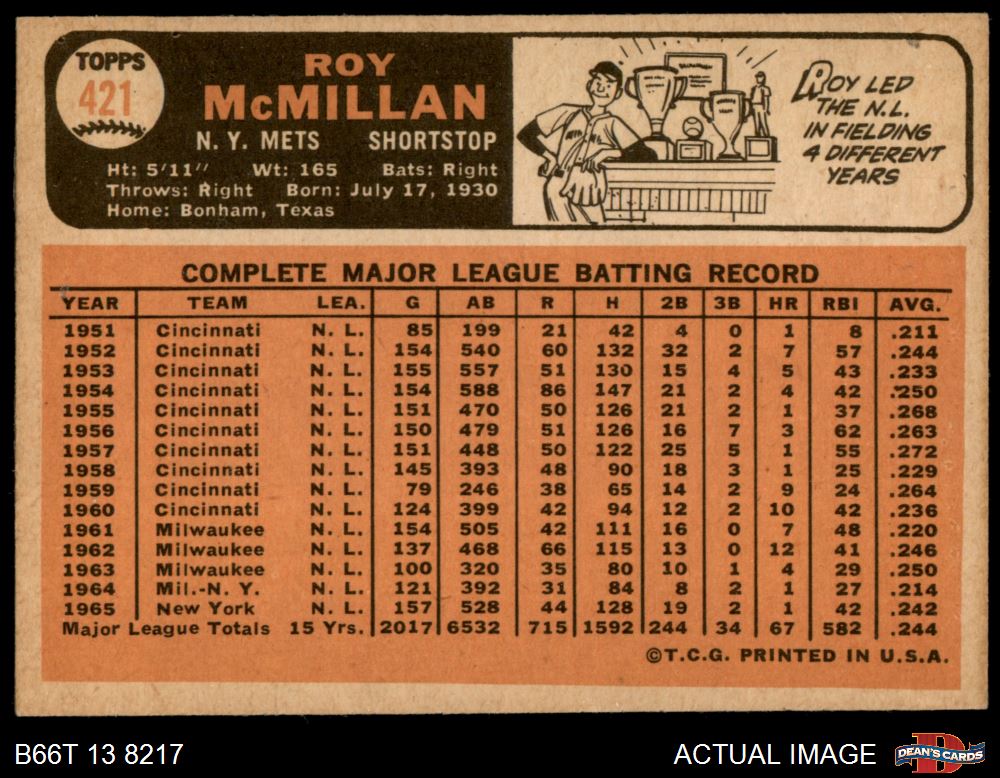 TOPPS
421
ROY
McMILLAN
N. Y. METS SHORTSTOP
Ht: 5'11" Wt: 165 Bats: Right
Throws: Right Born: July 17, 1930
Home: Bonham, Texas
ROY LED
THE N.L.
IN FIELDING
4 DIFFERENT
YEARS
COMPLETE MAJOR LEAGUE BATTING RECORD
YEAR TEAM LEA. G AB R H 2B 3B HR RBI AVG.
1951 Cincinnati N. L. 85 199 21 42 4 0 1 8 .211
1952 Cincinnati N. L. 154 540 60 132 32 2 7 57 .244
1953 Cincinnati N. L. 155 557 51 130 15 4 5 43 .233
1954 Cincinnati N. L. 154 588 86 147 21 2 4 42 .250
1955 Cincinnati N. L. 151 470 50 126 21 2 1 37 .268
1956 Cincinnati N. L. 150 479 51 126 16 7 3 62 .263
1957 Cincinnati N. L. 151 448 50 122 25 5 1 55 .272
1958 Cincinnati N. L. 145 393 48 90 18 3 1 25 .229
1959 Cincinnati N. L. 79 246 38 65 14 2 9 24 .264
1960 Cincinnati N. L. 124 399 42 94 12 2 10 42 .236
1961 Milwaukee N. L. 154 505 42 111 16 0 7 48 .220
1962 Milwaukee N. L. 137 468 66 115 13 0 12 41 .246
1963 Milwaukee N. L. 100 320 35 80 10 1 4 29 .250
1964 Mil.-N. Y. N. L. 121 392 31 84 8 2 1 27 .214
1965 New York N. L. 157 528 44 128 19 2 1 42 .242
Major League Totals 15 Yrs. 2017 6532 715 1592 244 34 67 582 .244
©T.C.G. PRINTED IN U.S.A.
B66T 13 8217 ACTUAL IMAGE DEAN'S CARDS